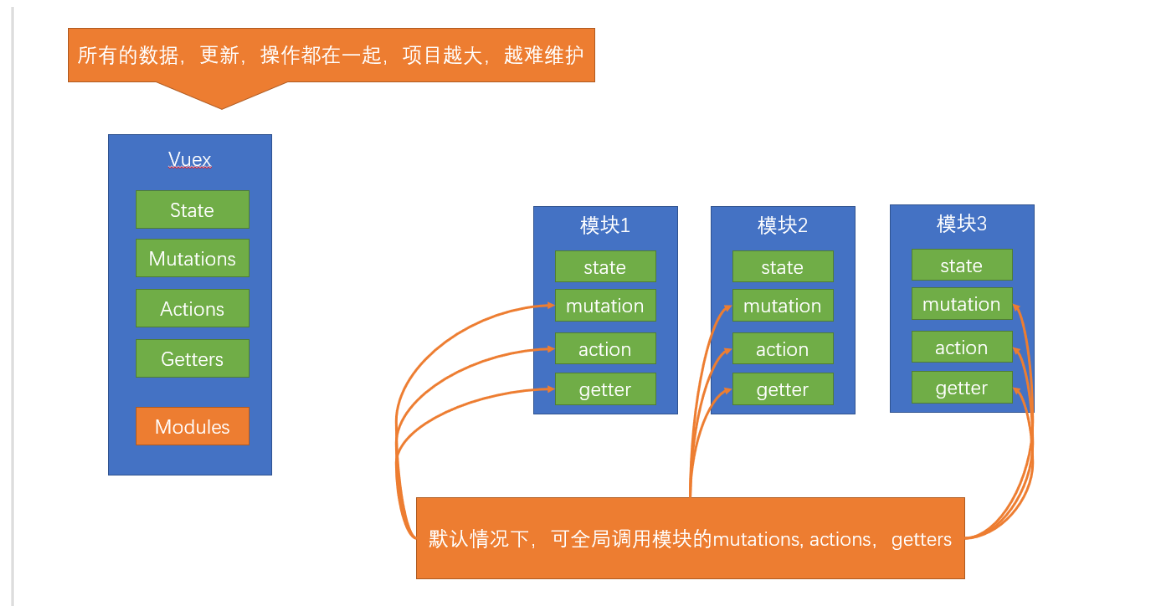 所有的数据，更新，操作都在一起，项目越大，越难维护
Vuex
State
Mutations
Actions
Getters
Modules
模块1
state
mutation
action
getter
模块2
state
mutation
action
getter
模块3
state
mutation
action
getter
默认情况下，可全局调用模块的mutations, actions，getters